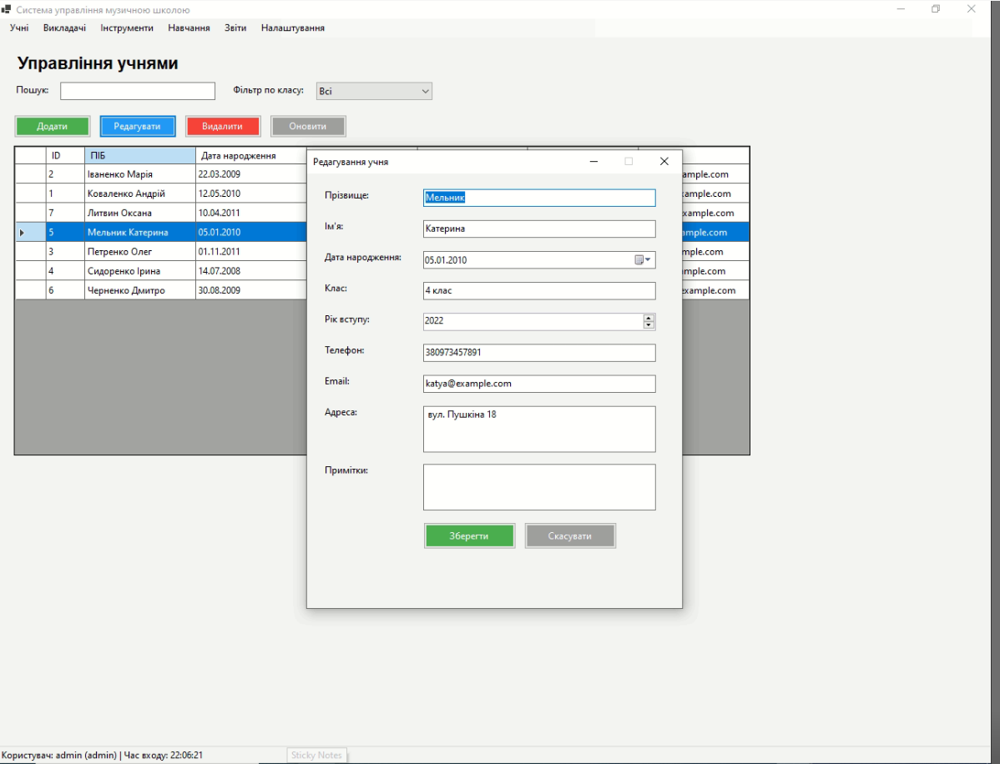 Система управління музичною школою
Учні Викладачі Інструменти Навчання Звіти Налаштування
Управління учнями
Пошук: Фільтр по класу: Всі
Додати Редагувати Видалити Оновити
ID ПІБ Дата народження
2 Іваненко Марія 22.03.2009
1 Коваленко Андрій 12.05.2010
7 Литвин Оксана 10.04.2011
5 Мельник Катерина 05.01.2010
3 Петренко Олег 01.11.2011
4 Сидоренко Ірина 14.07.2008
6 Черненко Дмитро 30.08.2009
ample.com
ample.com
xample.com
ample.com
mple.com
mple.com
example.com
Редагування учня
Прізвище: Мельник
Ім'я: Катерина
Дата народження: 05.01.2010
Клас: 4 клас
Рік вступу: 2022
Телефон: 380973457891
Email: katya@example.com
Адреса: вул. Пушкіна 18
Примітки:
Зберегти Скасувати
Користувач: admin (admin) | Час входу: 22:06:21
Sticky Notes